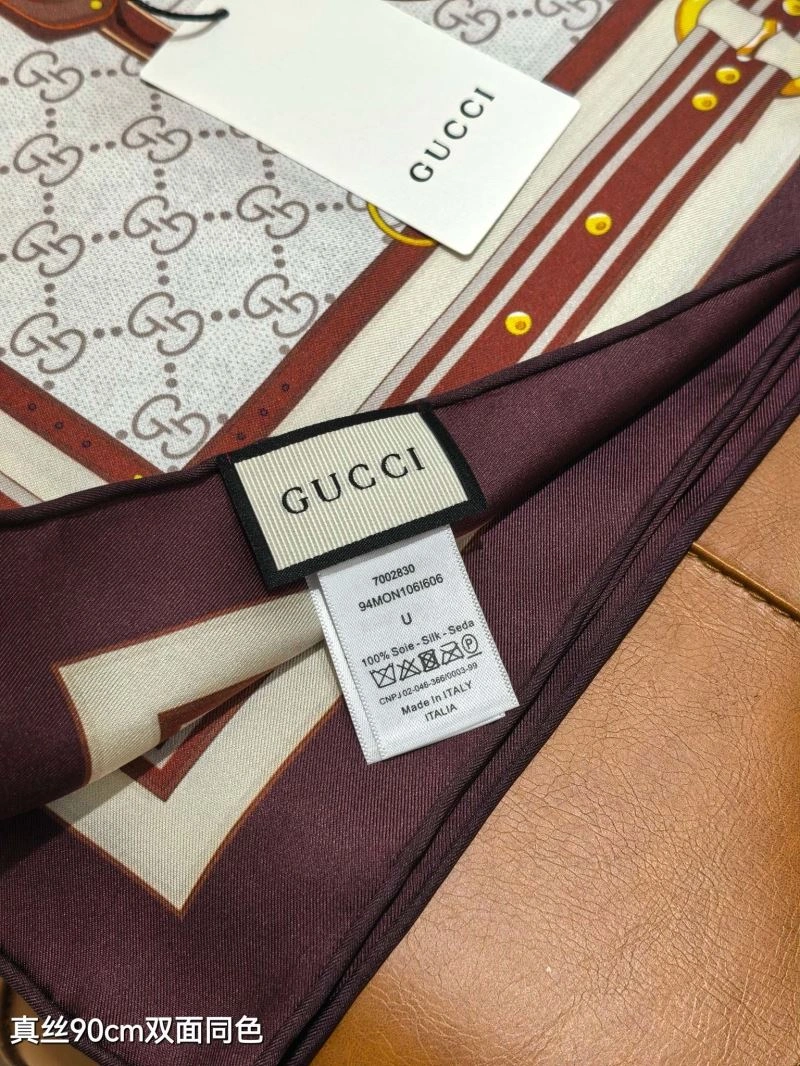 GUCCI
GUCCI
7002830
94MON106I606
U
100% Soie - Silk - Seda
CNPJ 02-046-366/0003-99
Made in ITALY
ITALIA
真丝90cm双面同色